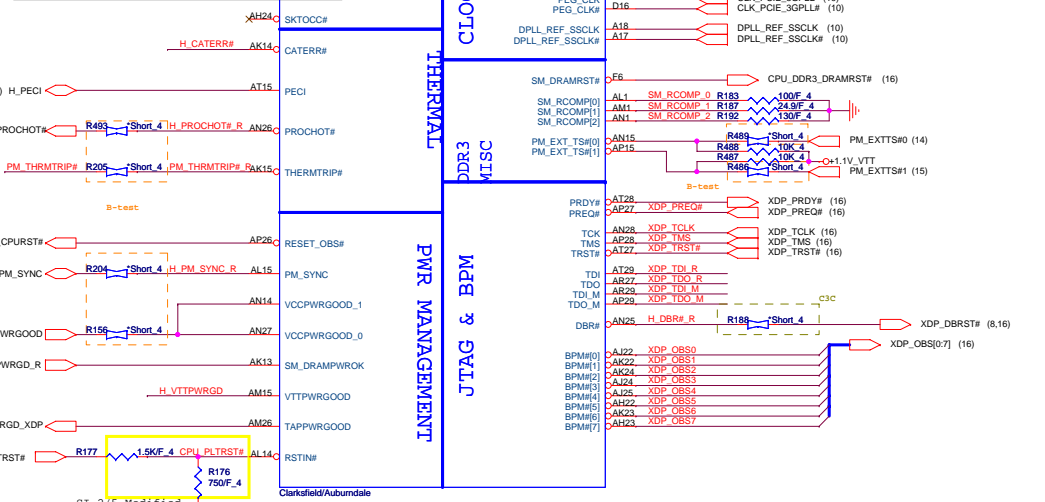 PEG_CLK
PEG_CLK#
D16
CLK_PCIE_3GPLL# (10)
AH24
SKTOCC#
CLOC
DPLL_REF_SSCLK
A18
DPLL_REF_SSCLK (10)
DPLL_REF_SSCLK#
A17
DPLL_REF_SSCLK# (10)
H_CATERR#
AK14
CATERR#
THERMAL
SM_DRAMRST#
F6
CPU_DDR3_DRAMRST# (16)
) H_PECI
AT15
PECI
SM_RCOMP[0]
AL1
SM_RCOMP_0
R183
100/F_4
SM_RCOMP[1]
AM1
SM_RCOMP_1
R187
24.9/F_4
SM_RCOMP[2]
AN1
SM_RCOMP_2
R192
130/F_4
PROCHOT#
R493
*Short_4
H_PROCHOT#_R
AN26
PROCHOT#
DDR3
MISC
PM_EXT_TS#[0]
AN15
R489
*Short_4
PM_EXTTS#0 (14)
PM_EXT_TS#[1]
AP15
R488
10K_4
R487
10K_4
+1.1V_VTT
R486
*Short_4
PM_EXTTS#1 (15)
B-test
PM_THRMTRIP#
R205
*Short_4
PM_THRMTRIP#_R
AK15
THERMTRIP#
B-test
PRDY#
AT28
XDP_PRDY# (16)
PREQ#
AP27
XDP_PREQ#
XDP_PREQ# (16)
TCK
AN28
XDP_TCLK
XDP_TCLK (16)
TMS
AP28
XDP_TMS
XDP_TMS (16)
TRST#
AT27
XDP_TRST#
XDP_TRST# (16)
_CPURST#
AP26
RESET_OBS#
PM_SYNC
R204
*Short_4
H_PM_SYNC_R
AL15
PM_SYNC
PWR MANAGEMENT
JTAG & BPM
TDI
AT29
XDP_TDI_R
TDO
AR27
XDP_TDO_R
TDI_M
AR29
XDP_TDI_M
TDO_M
AP29
XDP_TDO_M
C3C
AN14
VCCPWRGOOD_1
WRGOOD
R156
*Short_4
AN27
VCCPWRGOOD_0
DBR#
AN25
H_DBR#_R
R188
*Short_4
XDP_DBRST# (8,16)
XDP_OBS[0:7] (16)
PWRGD_R
AK13
SM_DRAMPWROK
BPM#[0]
AJ22
XDP_OBS0
BPM#[1]
AK22
XDP_OBS1
BPM#[2]
AK24
XDP_OBS2
BPM#[3]
AJ24
XDP_OBS3
BPM#[4]
AJ25
XDP_OBS4
BPM#[5]
AH22
XDP_OBS5
BPM#[6]
AK23
XDP_OBS6
BPM#[7]
AH23
XDP_OBS7
H_VTTPWRGD
AM15
VTTPWRGOOD
RGD_XDP
AM26
TAPPWRGOOD
TRST#
R177
1.5K/F_4
CPU_PLTRST#
AL14
RSTIN#
R176
750/F_4
Clarksfield/Auburndale